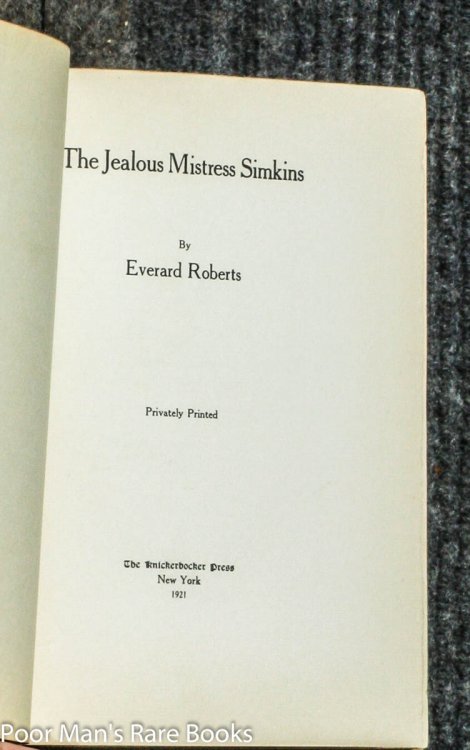 The Jealous Mistress Simkins
By
Everard Roberts
Privately Printed
The Knickerbocker Press
New York
1921
Poor Man's Rare Books